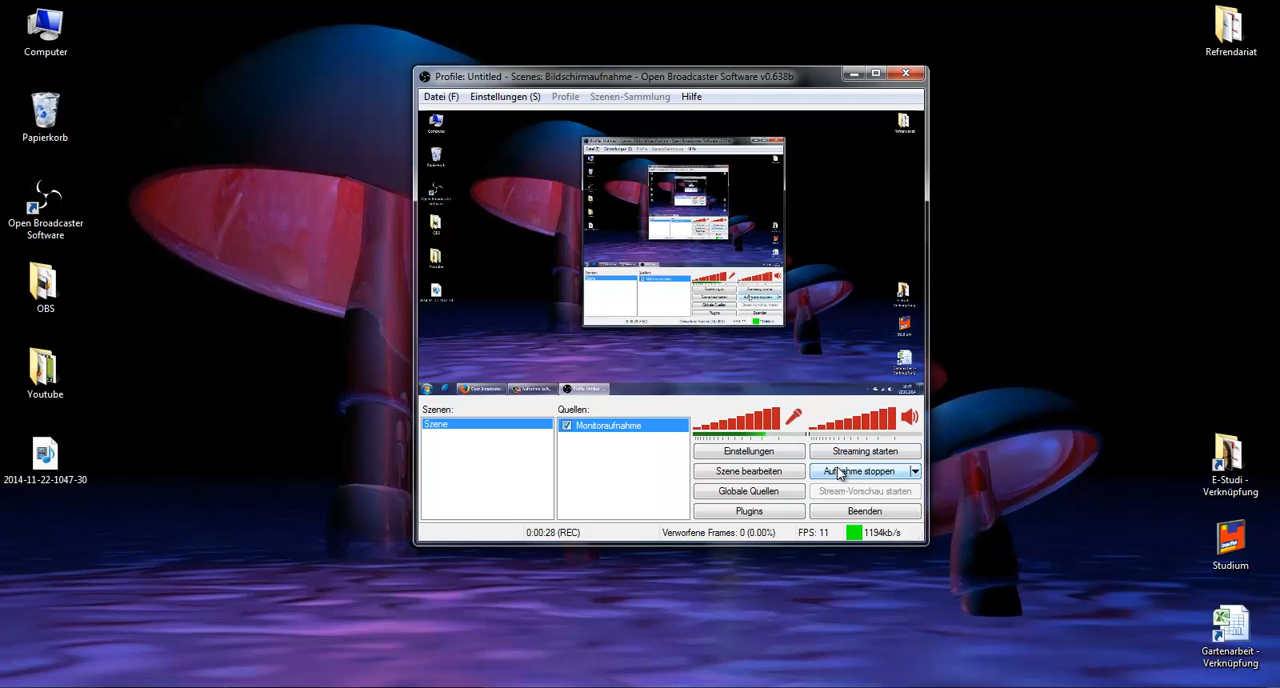 Computer
Papierkorb
Open Broadcaster
Software
OBS
Youtube
2014-11-22-1047-30
Profile: Untitled - Scenes: Bildschirmaufnahme - Open Broadcaster Software v0.638b
Datei (F) Einstellungen (S) Profile Szenen-Sammlung Hilfe
Szenen:
Szene
Quellen:
Monitoraufnahme
Einstellungen
Streaming starten
Szene bearbeiten
Aufnahme stoppen
Globale Quellen
Stream-Vorschau starten
Plugins
Beenden
0:00:28 (REC) Verworfene Frames: 0 (0.00%) FPS: 11 1194kb/s
Refrendariat
E-Studi -
Verknüpfung
Studium
Gartenarbeit -
Verknüpfung